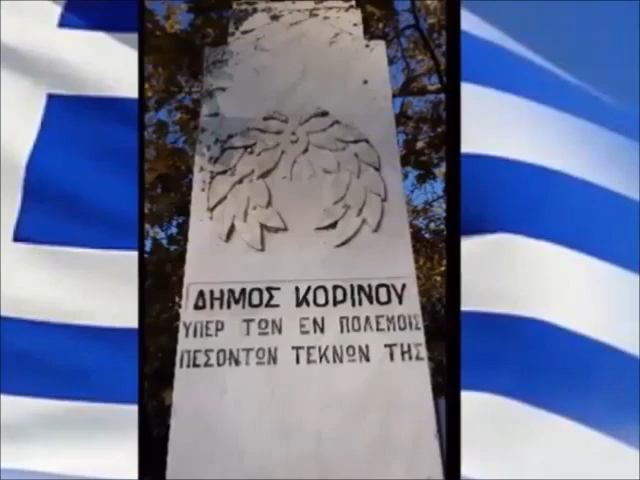 ΔΗΜΟΣ ΚΟΡΙΝΟΥ
ΥΠΕΡ ΤΩΝ ΕΝ ΠΟΛΕΜΟΙΣ
ΠΕΣΟΝΤΩΝ ΤΕΚΝΩΝ ΤΗΣ